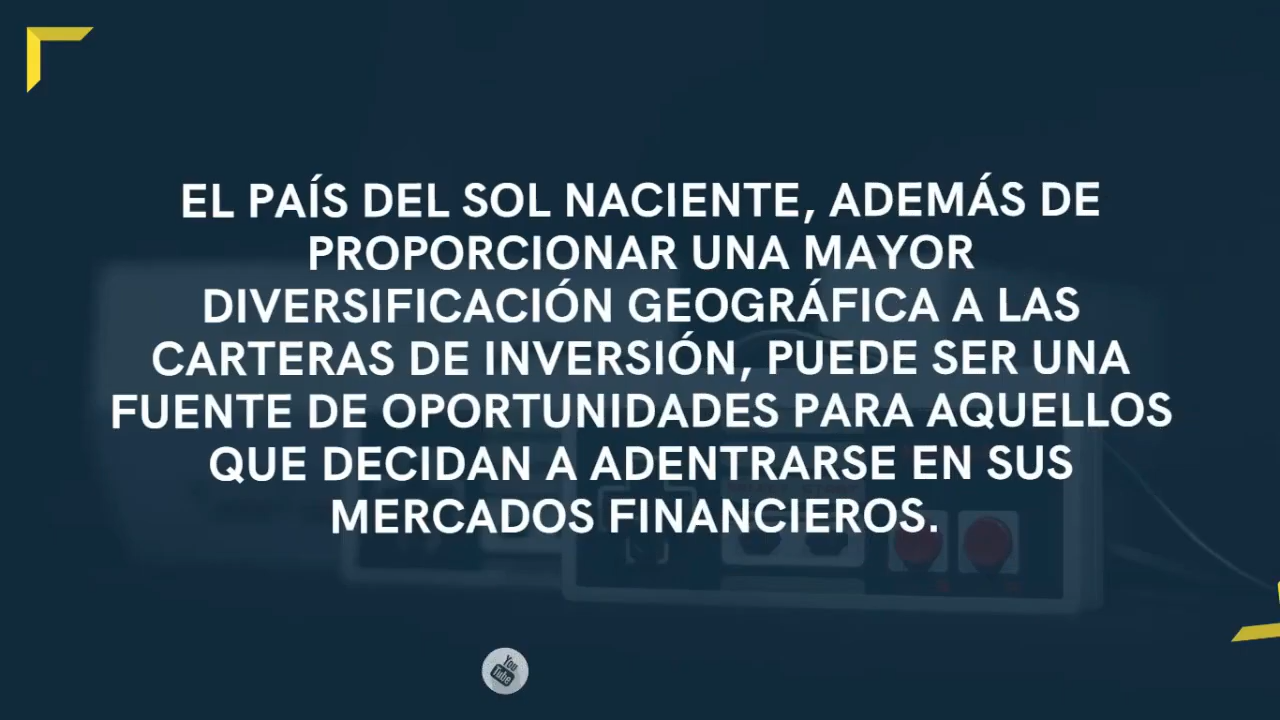 EL PAÍS DEL SOL NACIENTE, ADEMÁS DE
PROPORCIONAR UNA MAYOR
DIVERSIFICACIÓN GEOGRÁFICA A LAS
CARTERAS DE INVERSIÓN, PUEDE SER UNA
FUENTE DE OPORTUNIDADES PARA AQUELLOS
QUE DECIDAN A ADENTRARSE EN SUS
MERCADOS FINANCIEROS.
You
Tube